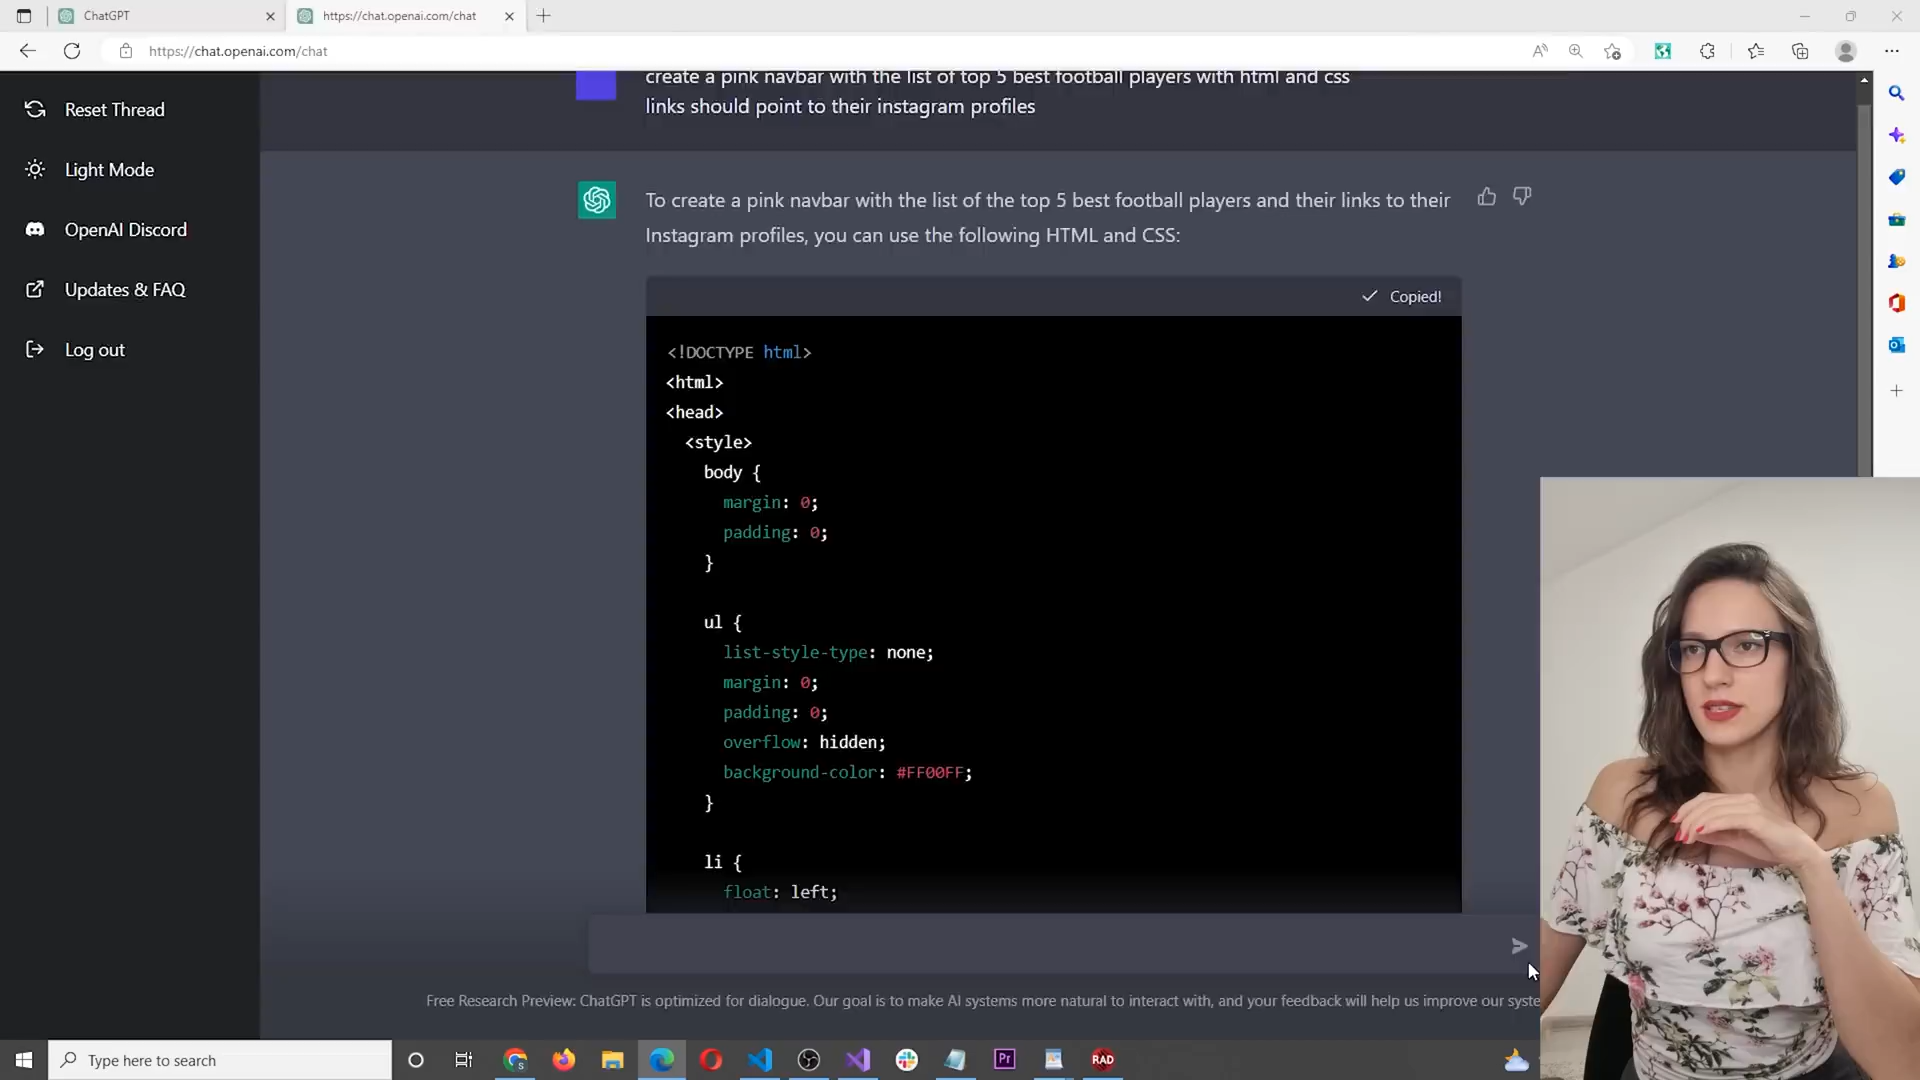 ChatGPT
https://chat.openai.com/chat
https://chat.openai.com/chat
Reset Thread
Light Mode
OpenAI Discord
Updates & FAQ
Log out
create a pink navbar with the list of top 5 best football players with html and css
links should point to their instagram profiles
To create a pink navbar with the list of the top 5 best football players and their links to their
Instagram profiles, you can use the following HTML and CSS:
Copied!
<!DOCTYPE html>
<html>
<head>
<style>
body {
margin: 0;
padding: 0;
}
ul {
list-style-type: none;
margin: 0;
padding: 0;
overflow: hidden;
background-color: #FF00FF;
}
li {
float: left;
Free Research Preview: ChatGPT is optimized for dialogue. Our goal is to make AI systems more natural to interact with, and your feedback will help us improve our syste
Type here to search
Pr
RAD